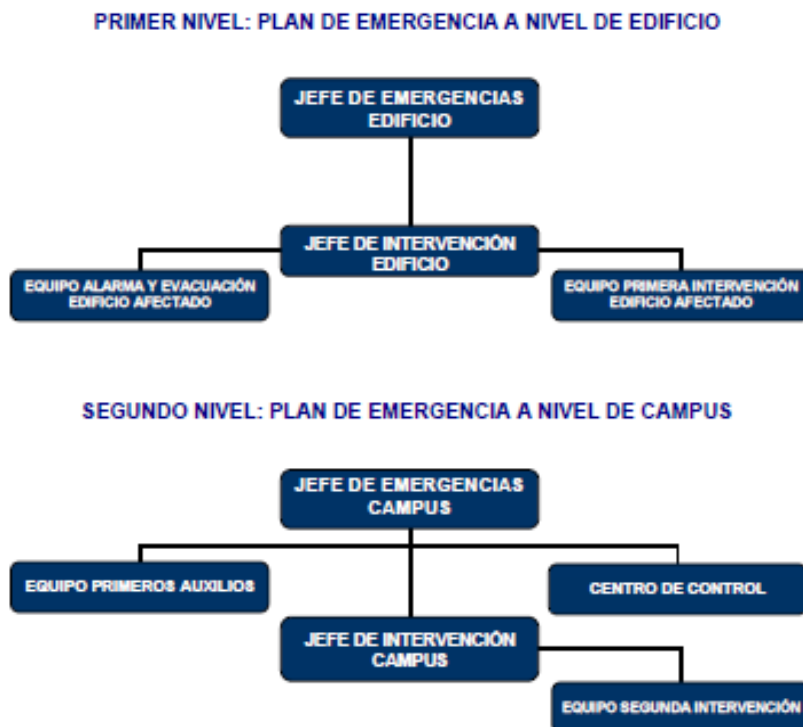 PRIMER NIVEL: PLAN DE EMERGENCIA A NIVEL DE EDIFICIO
JEFE DE EMERGENCIAS
EDIFICIO
JEFE DE INTERVENCIÓN
EDIFICIO
EQUIPO ALARMA Y EVACUACIÓN
EDIFICIO AFECTADO
EQUIPO PRIMERA INTERVENCIÓN
EDIFICIO AFECTADO
SEGUNDO NIVEL: PLAN DE EMERGENCIA A NIVEL DE CAMPUS
JEFE DE EMERGENCIAS
CAMPUS
EQUIPO PRIMEROS AUXILIOS
CENTRO DE CONTROL
JEFE DE INTERVENCIÓN
CAMPUS
EQUIPO SEGUNDA INTERVENCIÓN